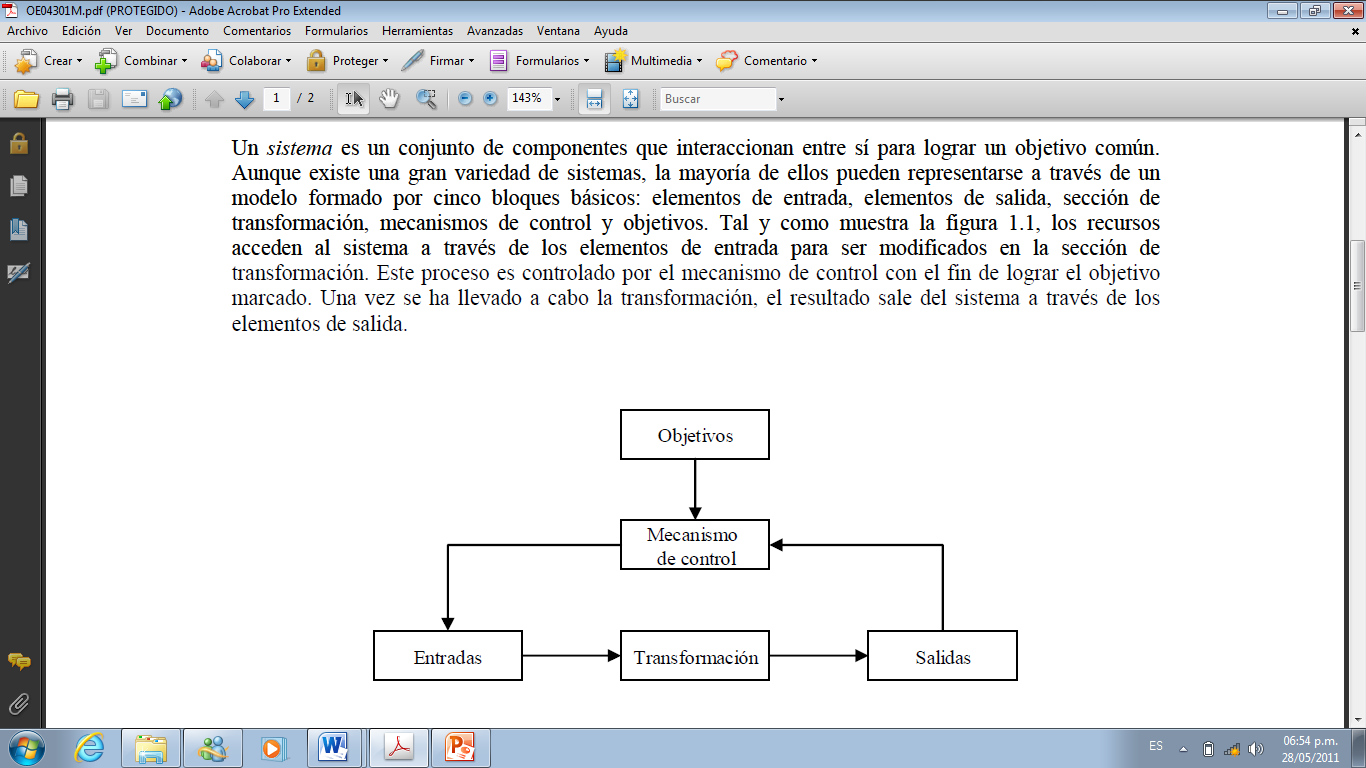 OE04301M.pdf (PROTEGIDO) - Adobe Acrobat Pro Extended
Archivo Edición Ver Documento Comentarios Formularios Herramientas Avanzadas Ventana Ayuda
Crear Combinar Colaborar Proteger Firmar Formularios Multimedia Comentario
1 / 2 143% Buscar
Un sistema es un conjunto de componentes que interaccionan entre sí para lograr un objetivo común.
Aunque existe una gran variedad de sistemas, la mayoría de ellos pueden representarse a través de un
modelo formado por cinco bloques básicos: elementos de entrada, elementos de salida, sección de
transformación, mecanismos de control y objetivos. Tal y como muestra la figura 1.1, los recursos
acceden al sistema a través de los elementos de entrada para ser modificados en la sección de
transformación. Este proceso es controlado por el mecanismo de control con el fin de lograr el objetivo
marcado. Una vez se ha llevado a cabo la transformación, el resultado sale del sistema a través de los
elementos de salida.
Objetivos
Mecanismo
de control
Entradas Transformación Salidas
ES 06:54 p.m.
28/05/2011